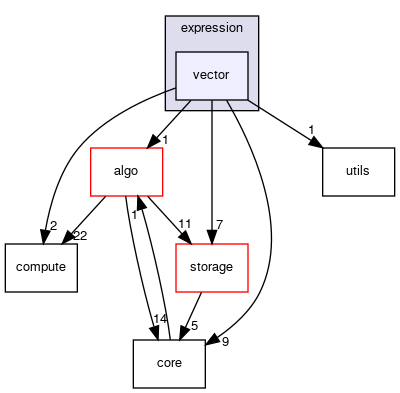 expression
vector
1
1
algo
utils
2
22
1
11
7
compute
storage
14
5
9
core